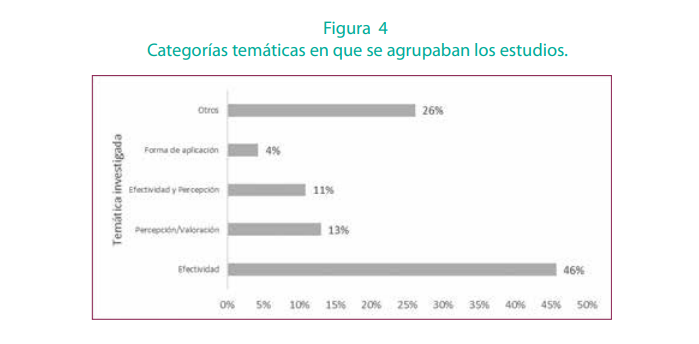 Figura 4
Categorías temáticas en que se agrupaban los estudios.
Temática investigada
Otros
26%
Forma de aplicación
4%
Efectividad y Percepción
11%
Percepción/Valoración
13%
Efectividad
46%
0% 5% 10% 15% 20% 25% 30% 35% 40% 45% 50%